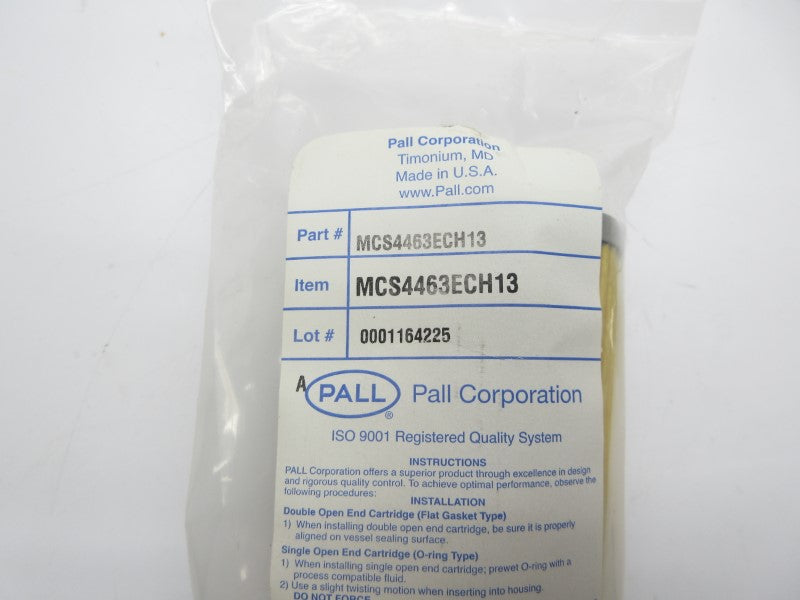 Pall Corporation
Timonium, MD
Made in U.S.A.
www.Pall.com
Part # MCS4463ECH13
Item MCS4463ECH13
Lot # 0001164225
A PALL ® Pall Corporation
ISO 9001 Registered Quality System
INSTRUCTIONS
PALL Corporation offers a superior product through excellence in design
and rigorous quality control. To achieve optimal performance, observe the
following procedures:
INSTALLATION
Double Open End Cartridge (Flat Gasket Type)
1) When installing double open end cartridge, be sure it is properly
aligned on vessel sealing surface.
Single Open End Cartridge (O-ring Type)
1) When installing single open end cartridge; prewet O-ring with a
process compatible fluid.
2) Use a slight twisting motion when inserting into housing.
DO NOT FORCE